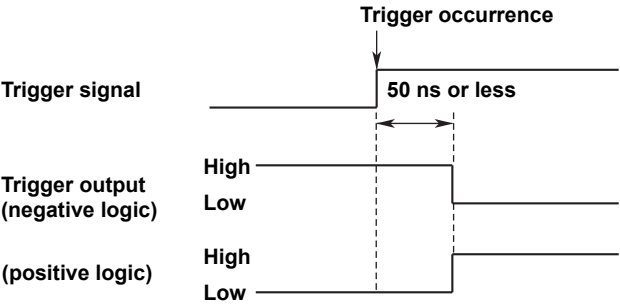 Trigger occurrence
Trigger signal
50 ns or less
Trigger output
(negative logic)
High
Low
(positive logic)
High
Low